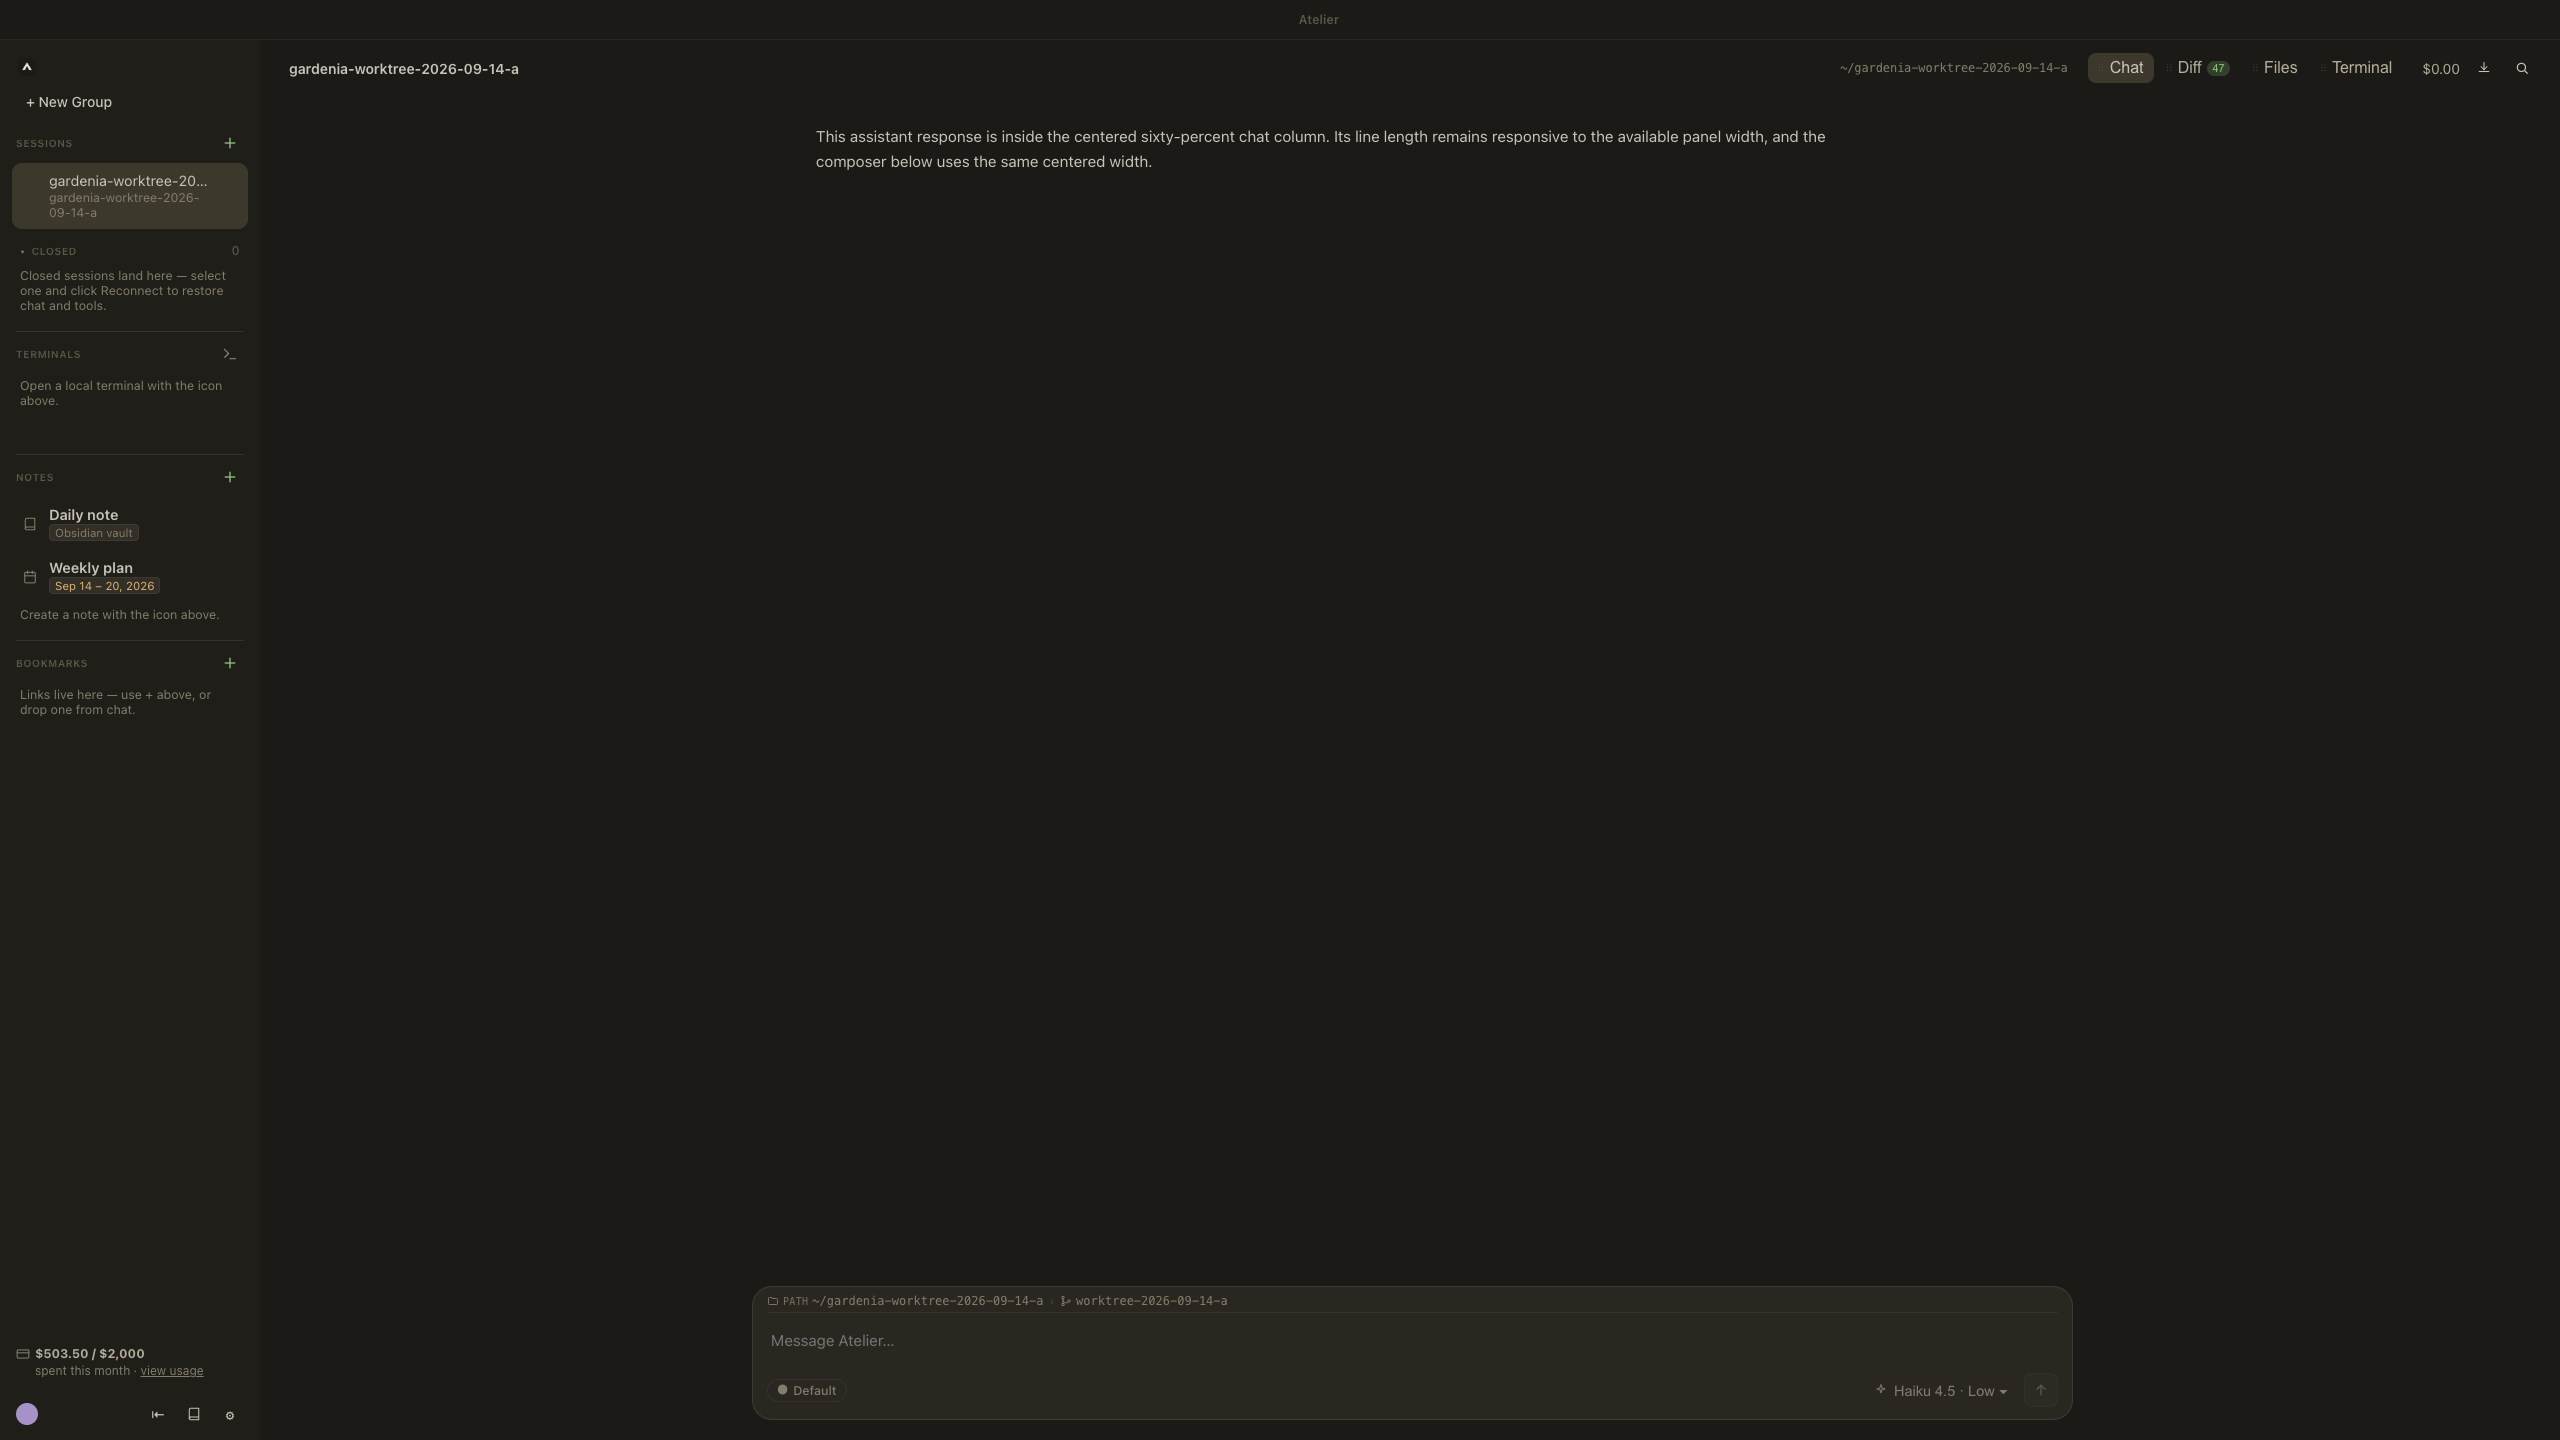 Atelier
+ New Group
SESSIONS
gardenia-worktree-20...
gardenia-worktree-2026-
09-14-a
CLOSED 0
Closed sessions land here — select
one and click Reconnect to restore
chat and tools.
TERMINALS
Open a local terminal with the icon
above.
NOTES
Daily note
Obsidian vault
Weekly plan
Sep 14 – 20, 2026
Create a note with the icon above.
BOOKMARKS
Links live here — use + above, or
drop one from chat.
$503.50 / $2,000
spent this month · view usage
gardenia-worktree-2026-09-14-a
~/gardenia-worktree-2026-09-14-a Chat Diff 47 Files Terminal $0.00
This assistant response is inside the centered sixty-percent chat column. Its line length remains responsive to the available panel width, and the
composer below uses the same centered width.
PATH ~/gardenia-worktree-2026-09-14-a · worktree-2026-09-14-a
Message Atelier...
Default
Haiku 4.5 · Low